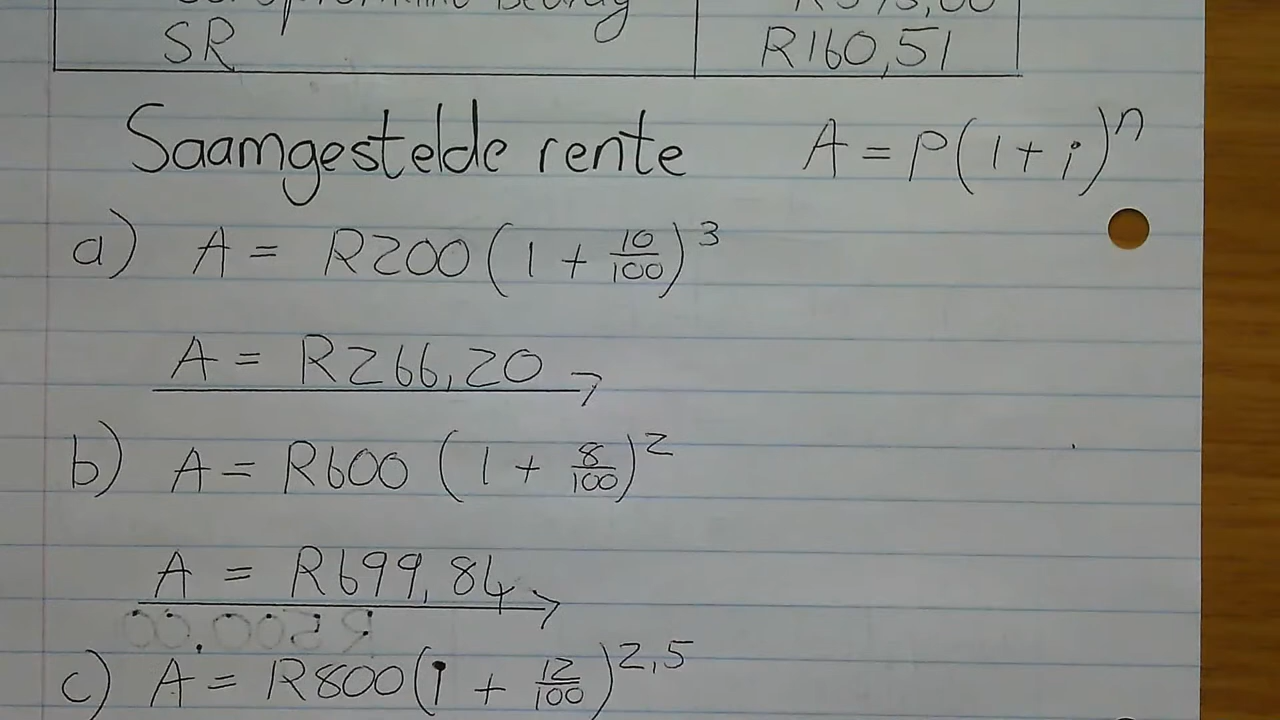 SR R160,51
Saamgestelde rente A = P(1 + i)^n
a) A = R200(1 + 10/100)^3
A = R266,20
b) A = R600 (1 + 8/100)^2
A = R699,84
c) A = R800(1 + 12/100)^2,5